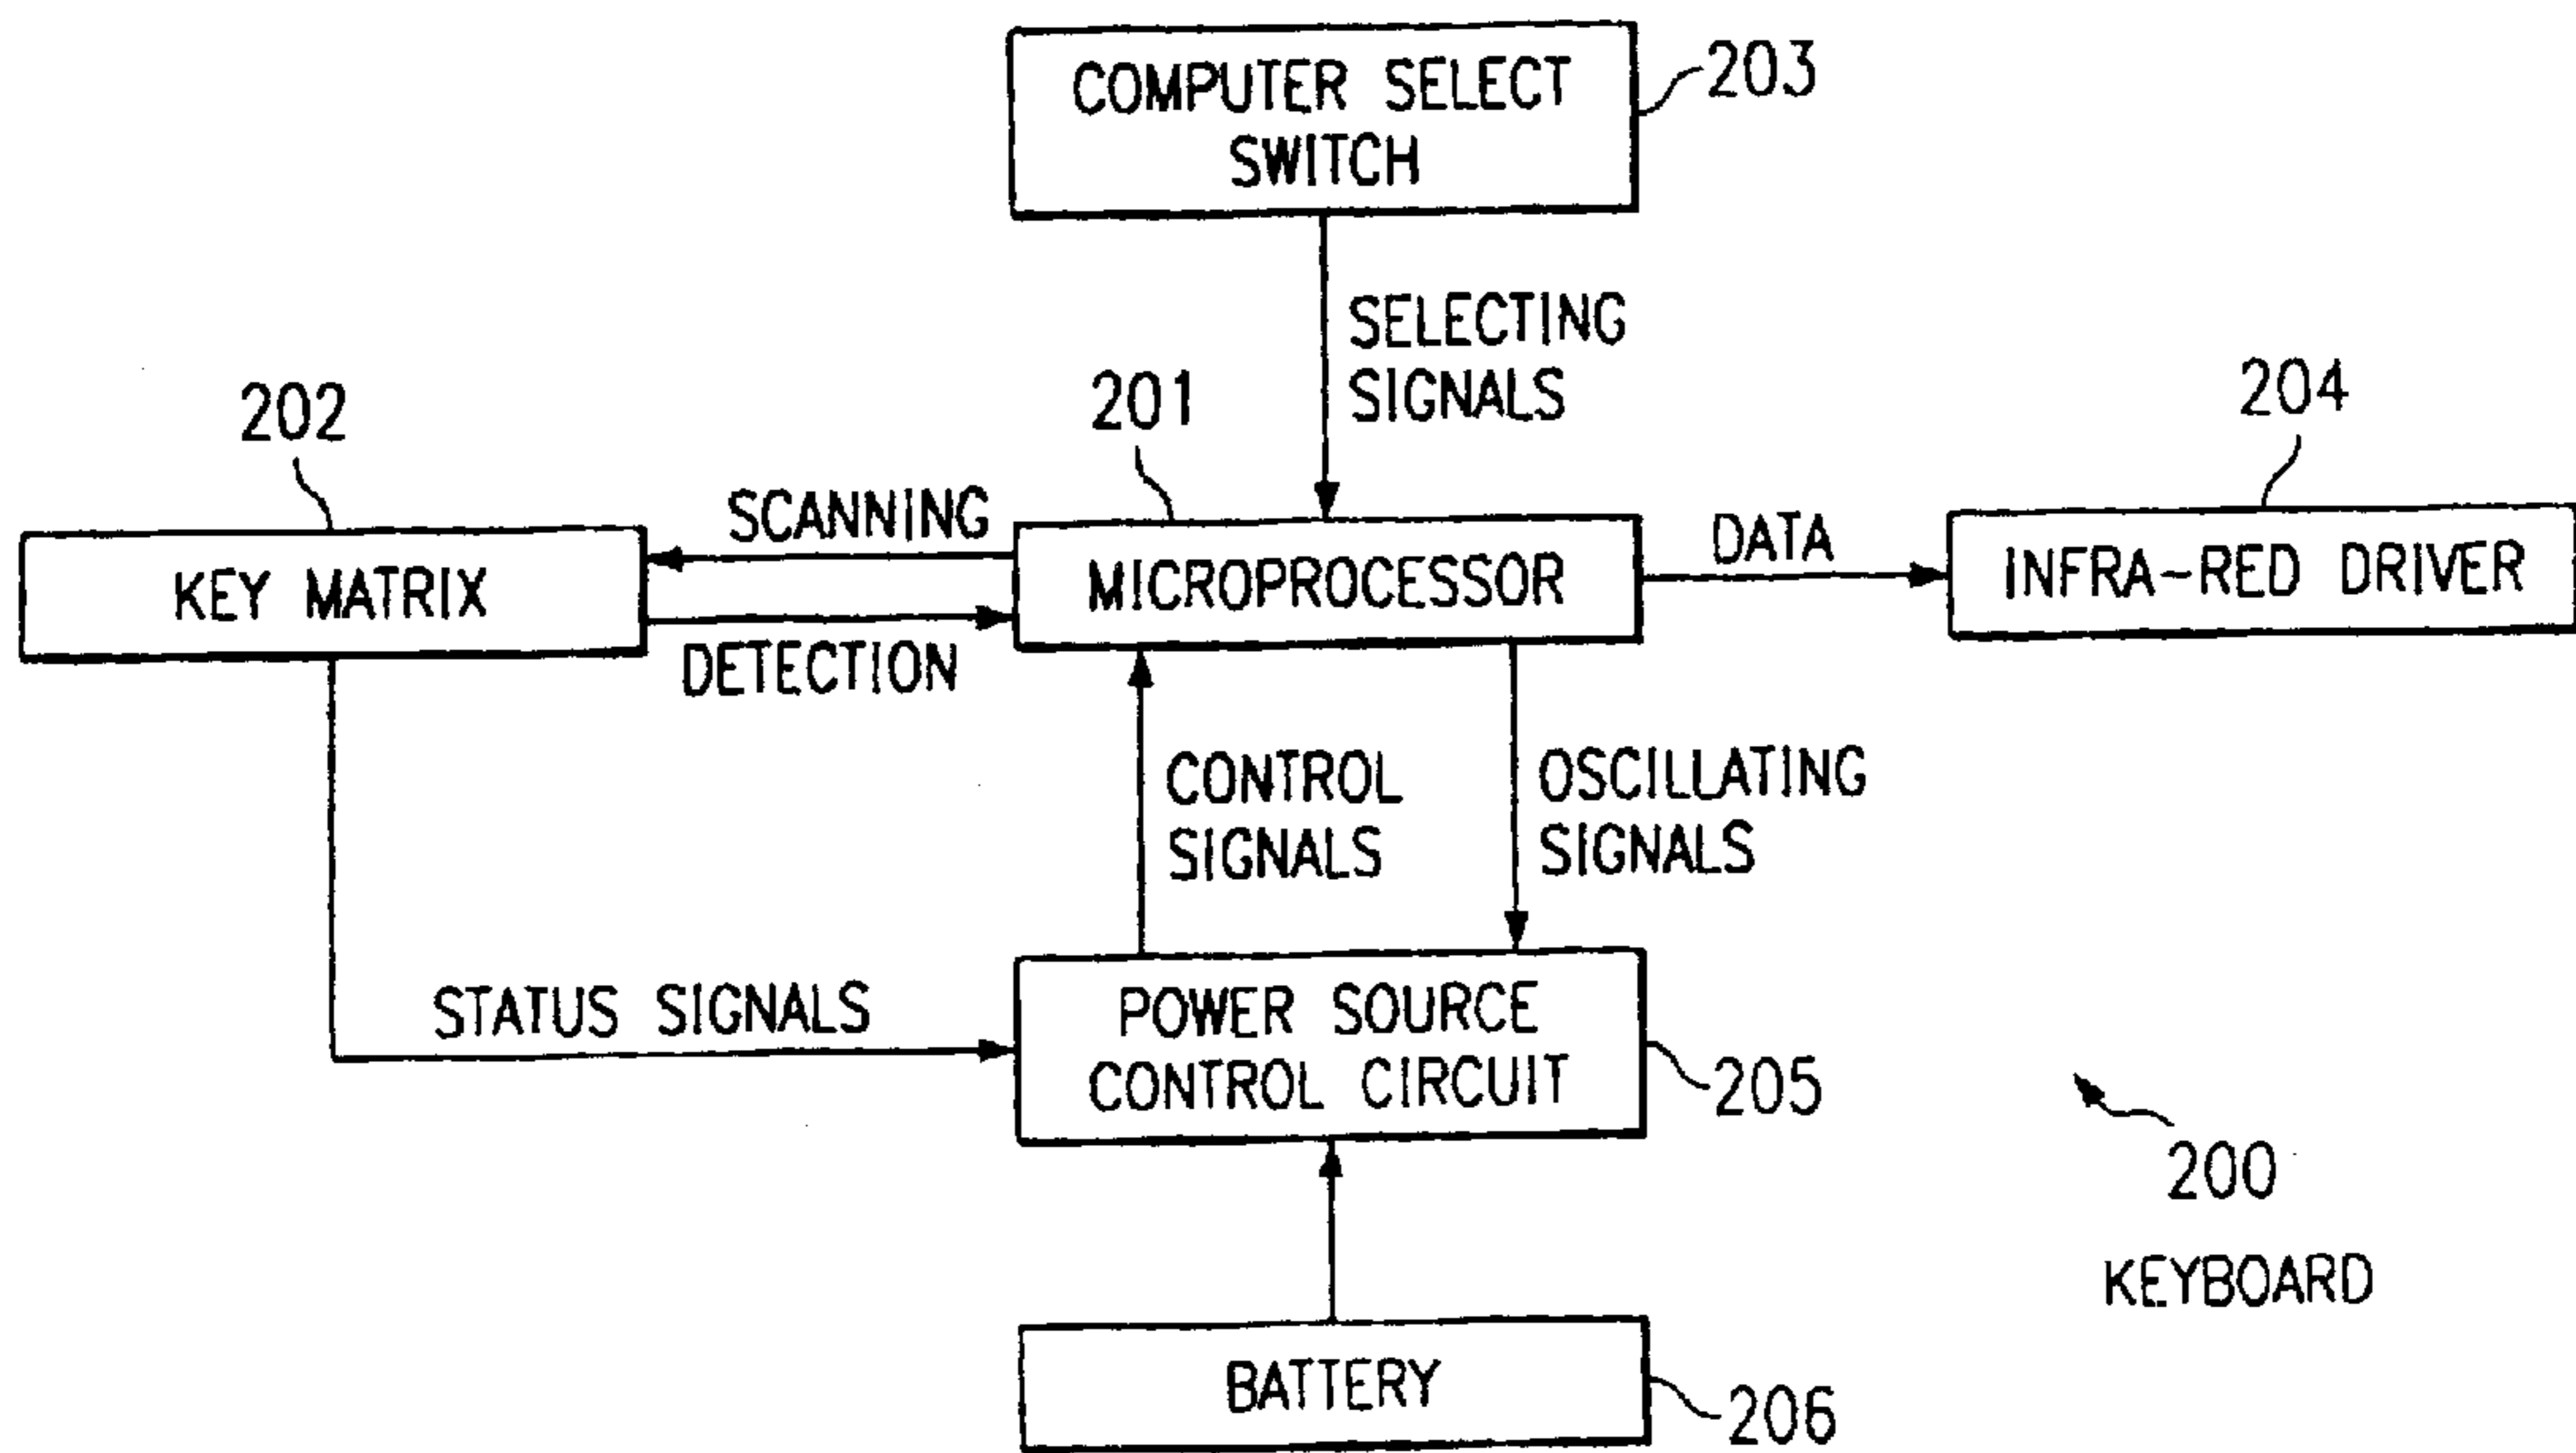 COMPUTER SELECT
SWITCH
203
SELECTING
SIGNALS
202
201
204
SCANNING
KEY MATRIX
MICROPROCESSOR
DATA
INFRA-RED DRIVER
DETECTION
CONTROL
SIGNALS
OSCILLATING
SIGNALS
STATUS SIGNALS
POWER SOURCE
CONTROL CIRCUIT
205
200
KEYBOARD
BATTERY
206